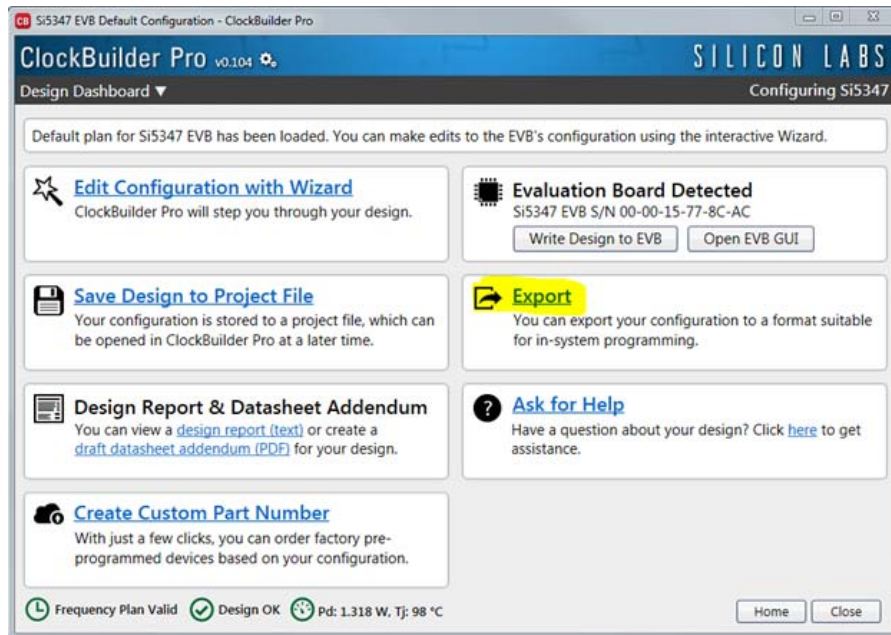 CB Si5347 EVB Default Configuration - ClockBuilder Pro
ClockBuilder Pro v0.104
SILICON LABS
Design Dashboard ▼
Configuring Si5347
Default plan for Si5347 EVB has been loaded. You can make edits to the EVB's configuration using the interactive Wizard.
Edit Configuration with Wizard
ClockBuilder Pro will step you through your design.
Evaluation Board Detected
Si5347 EVB S/N 00-00-15-77-8C-AC
Write Design to EVB
Open EVB GUI
Save Design to Project File
Your configuration is stored to a project file, which can
be opened in ClockBuilder Pro at a later time.
Export
You can export your configuration to a format suitable
for in-system programming.
Design Report & Datasheet Addendum
You can view a design report (text) or create a
draft datasheet addendum (PDF) for your design.
Ask for Help
Have a question about your design? Click here to get
assistance.
Create Custom Part Number
With just a few clicks, you can order factory pre-
programmed devices based on your configuration.
Frequency Plan Valid
Design OK
Pd: 1.318 W, Tj: 98 °C
Home
Close